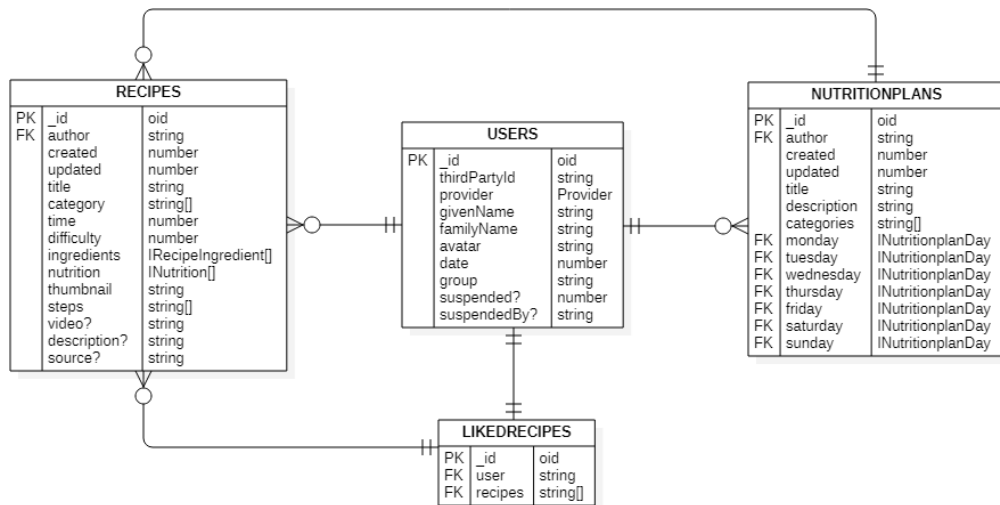 RECIPES
PK _id oid
FK author string
created number
updated number
title string
category string[]
time number
difficulty number
ingredients IRecipeIngredient[]
nutrition INutrition[]
thumbnail string
steps string[]
video? string
description? string
source? string
USERS
PK _id oid
thirdPartyId string
provider Provider
givenName string
familyName string
avatar string
date number
group string
suspended? number
suspendedBy? string
NUTRITIONPLANS
PK _id oid
FK author string
created number
updated number
title string
description string
categories string[]
FK monday INutritionplanDay
FK tuesday INutritionplanDay
FK wednesday INutritionplanDay
FK thursday INutritionplanDay
FK friday INutritionplanDay
FK saturday INutritionplanDay
FK sunday INutritionplanDay
LIKEDRECIPES
PK _id oid
FK user string
FK recipes string[]